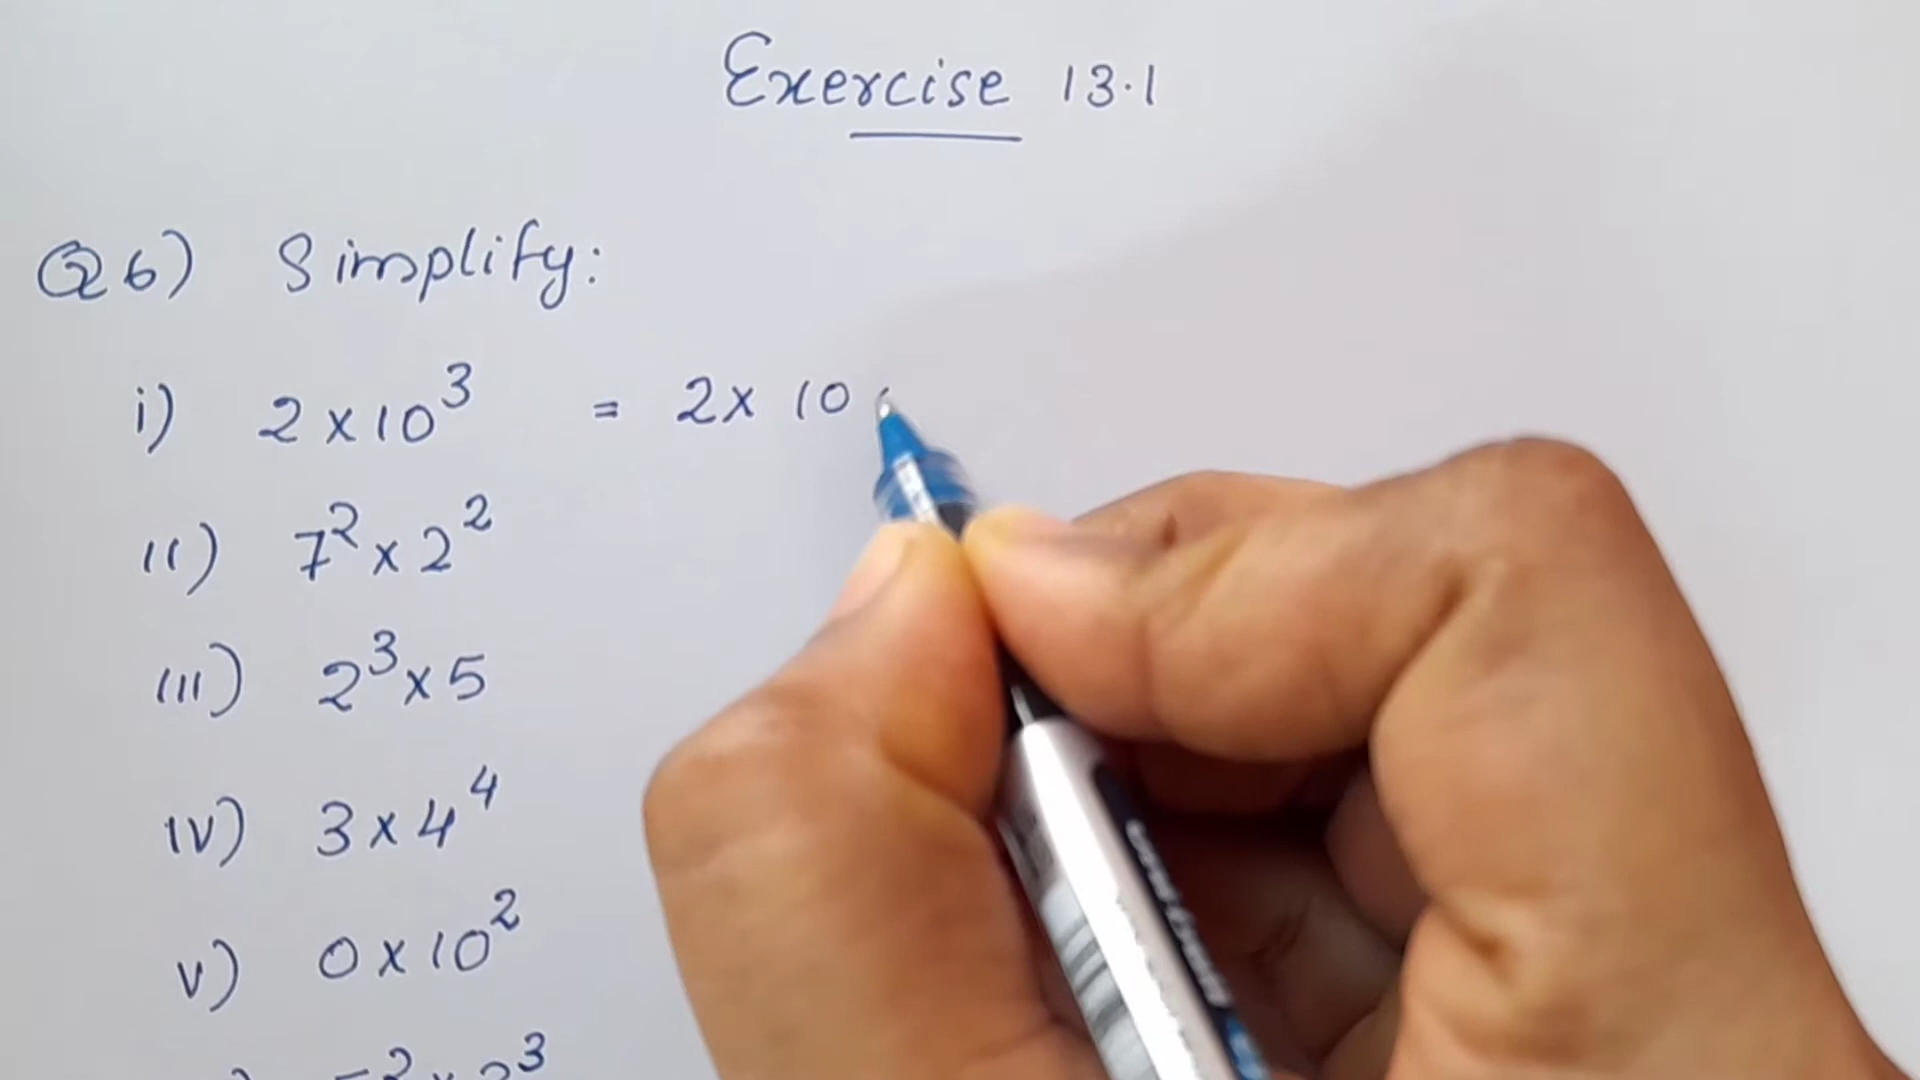 Exercise 13.1
Q6) Simplify:
i) 2 x 10³ = 2 x 10
ii) 7² x 2²
iii) 2³ x 5
iv) 3 x 4⁴
v) 0 x 10²